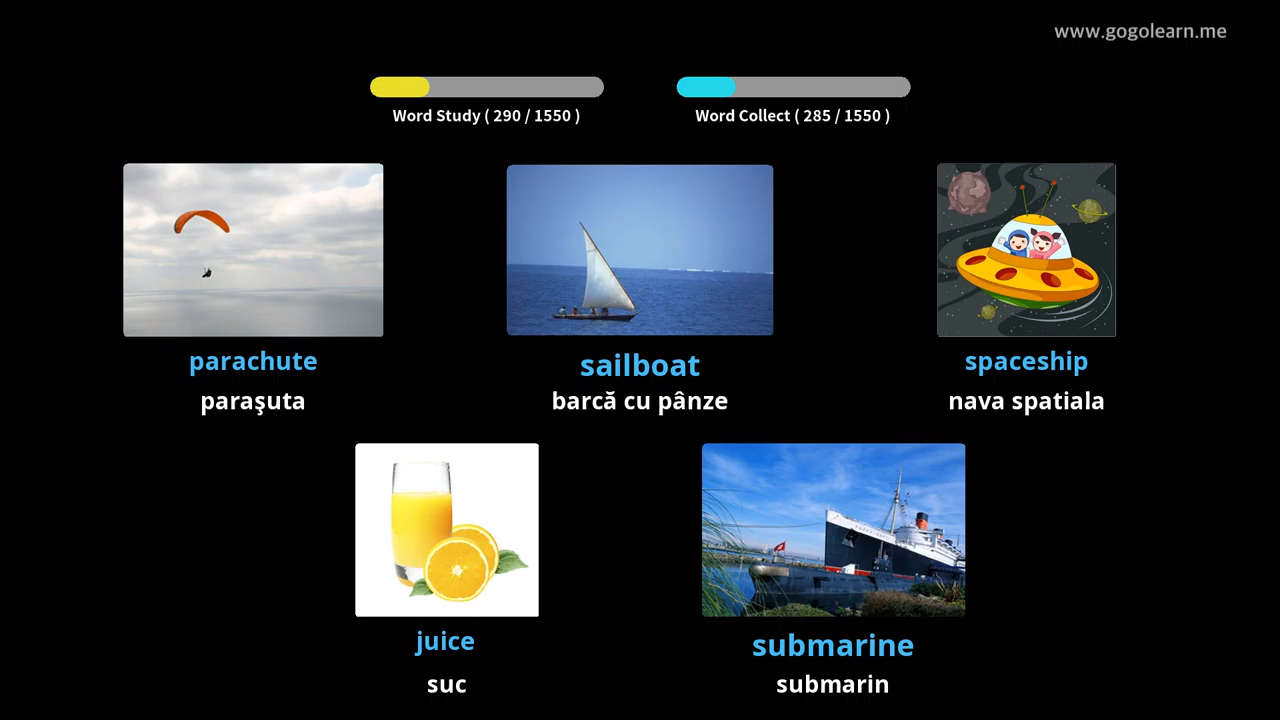 www.gogolearn.me
Word Study ( 290 / 1550 )
Word Collect ( 285 / 1550 )
parachute
paraşuta
sailboat
barcă cu pânze
spaceship
nava spatiala
juice
suc
submarine
submarin